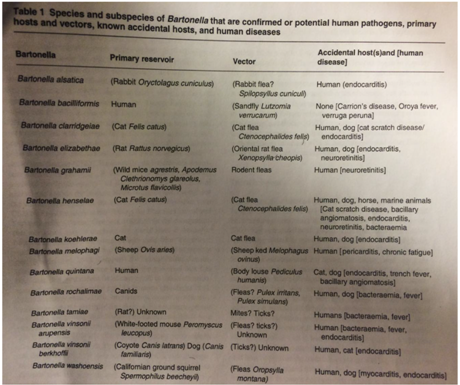 Table 1 Species and subspecies of Bartonella that are confirmed or potential human pathogens, primary
hosts and vectors, known accidental hosts, and human diseases
Bartonella Primary reservoir Vector Accidental host(s)and [human
disease]
Bartonella alsatica (Rabbit Oryctolagus cuniculus) (Rabbit flea? Human (endocarditis)
Spilopsyllus cuniculi)
Bartonella bacilliformis Human (Sandfly Lutzomia None [Carrion's disease, Oroya fever,
verrucarum) verruga peruna]
Bartonella clarridgeiae (Cat Felis catus) (Cat flea Human, dog [cat scratch disease/
Ctenocephalides felis) endocarditis]
Bartonella elizabethae (Rat Rattus norvegicus) (Oriental rat flea Human, dog [endocarditis,
Xenopsylla cheopis) neuroretinitis]
Bartonella grahamii (Wild mice agrestris, Apodemus Rodent fleas Human [neuroretinitis]
Clethrionomys glareolus,
Microtus flavicollis)
Bartonella henselae (Cat Felis catus) (Cat flea Human, dog, horse, marine animals
Ctenocephalides felis) [Cat scratch disease, bacillary
angiomatosis, endocarditis,
neuroretinitis, bacteraemia
Bartonella koehlerae Cat Cat flea Human, dog [endocarditis]
Bartonella melophagi (Sheep Ovis aries) (Sheep ked Melophagus Human [pericarditis, chronic fatigue]
ovinus)
Bartonella quintana Human (Body louse Pediculus Cat, dog [endocarditis, trench fever,
humanis) bacillary angiomatosis]
Bartonella rochalimae Canids (Fleas? Pulex irritans, Human, dog [bacteraemia, fever]
Pulex simulans)
Bartonella tamiae (Rat?) Unknown Mites? Ticks? Humans [bacteraemia, fever]
Bartonella vinsonii (White-footed mouse Peromyscus (Fleas? ticks?) Human [bacteraemia, fever,
arupensis leucopus) Unknown endocarditis]
Bartonella vinsonii (Coyote Canis latrans) Dog (Canis (Ticks?) Unknown Human, cat [endocarditis]
berkhoffii familiaris)
Bartonella washoensis (Californian ground squirrel (Fleas Oropsylla Human, dog [myocarditis, endocarditis]
Spermophilus beecheyii) montana)